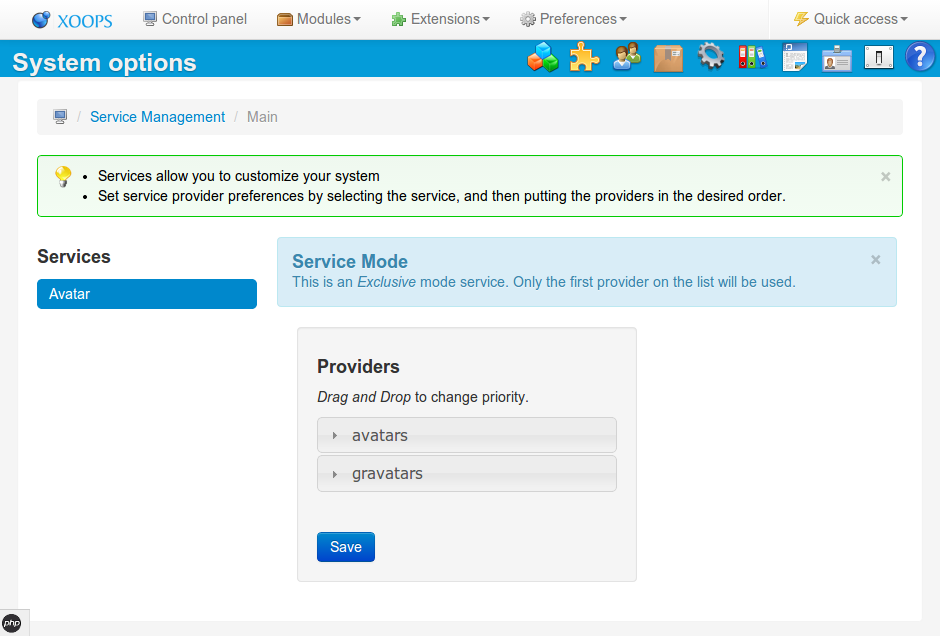 XOOPS Control panel Modules Extensions Preferences Quick access
System options
?
/ Service Management / Main
• Services allow you to customize your system ×
• Set service provider preferences by selecting the service, and then putting the providers in the desired order.
Services
Avatar
Service Mode ×
This is an Exclusive mode service. Only the first provider on the list will be used.
Providers
Drag and Drop to change priority.
avatars
gravatars
Save
php